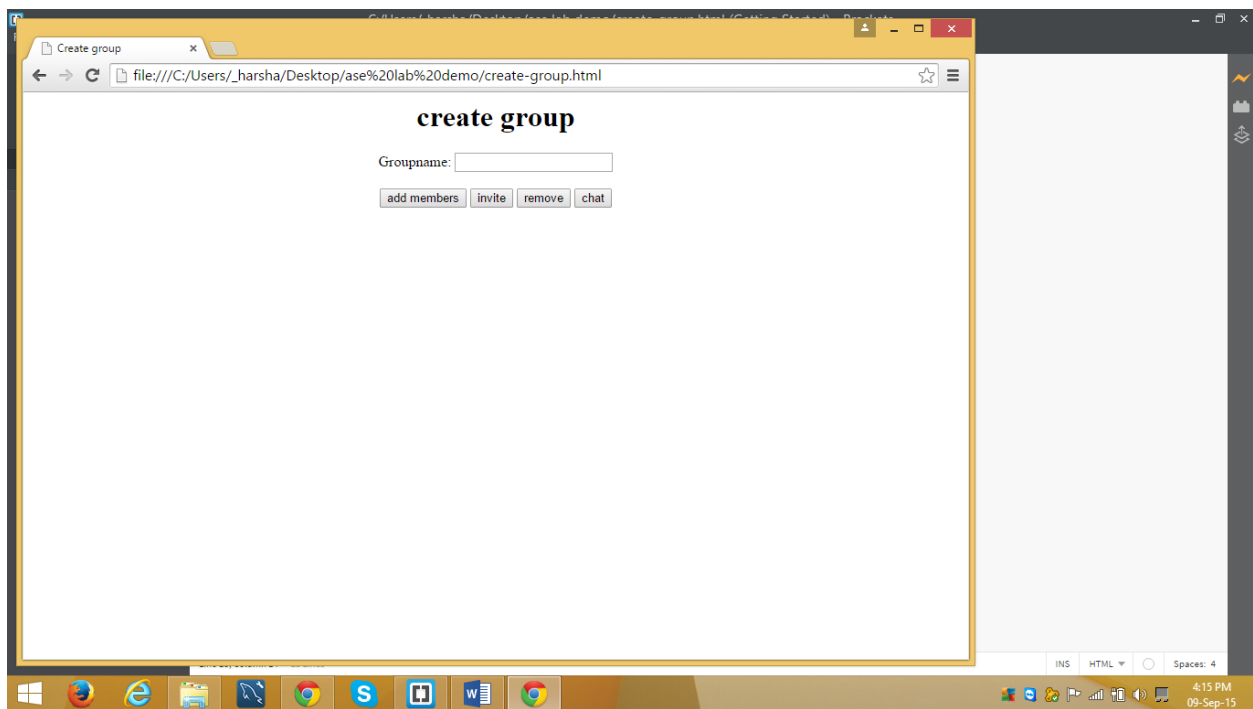 Create group
file:///C:/Users/_harsha/Desktop/ase%20lab%20demo/create-group.html
create group
Groupname:
add members invite remove chat
INS HTML Spaces: 4
4:15 PM
09-Sep-15